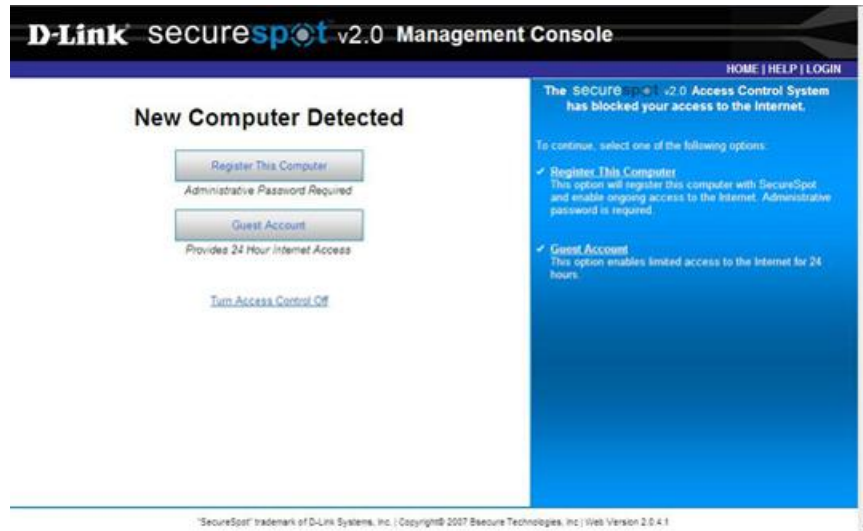 D-Link securespot v2.0 Management Console
HOME | HELP | LOGIN
New Computer Detected
Register This Computer
Administrative Password Required
Guest Account
Provides 24 Hour Internet Access
Turn Access Control Off
The securespot v2.0 Access Control System
has blocked your access to the Internet.
To continue, select one of the following options:
✓ Register This Computer
This option will register this computer with SecureSpot
and enable ongoing access to the Internet. Administrative
password is required.
✓ Guest Account
This option enables limited access to the Internet for 24
hours.
"SecureSpot" trademark of D-Link Systems, Inc. | Copyright© 2007 Bsecure Technologies, Inc | Web Version 2.0.4.1